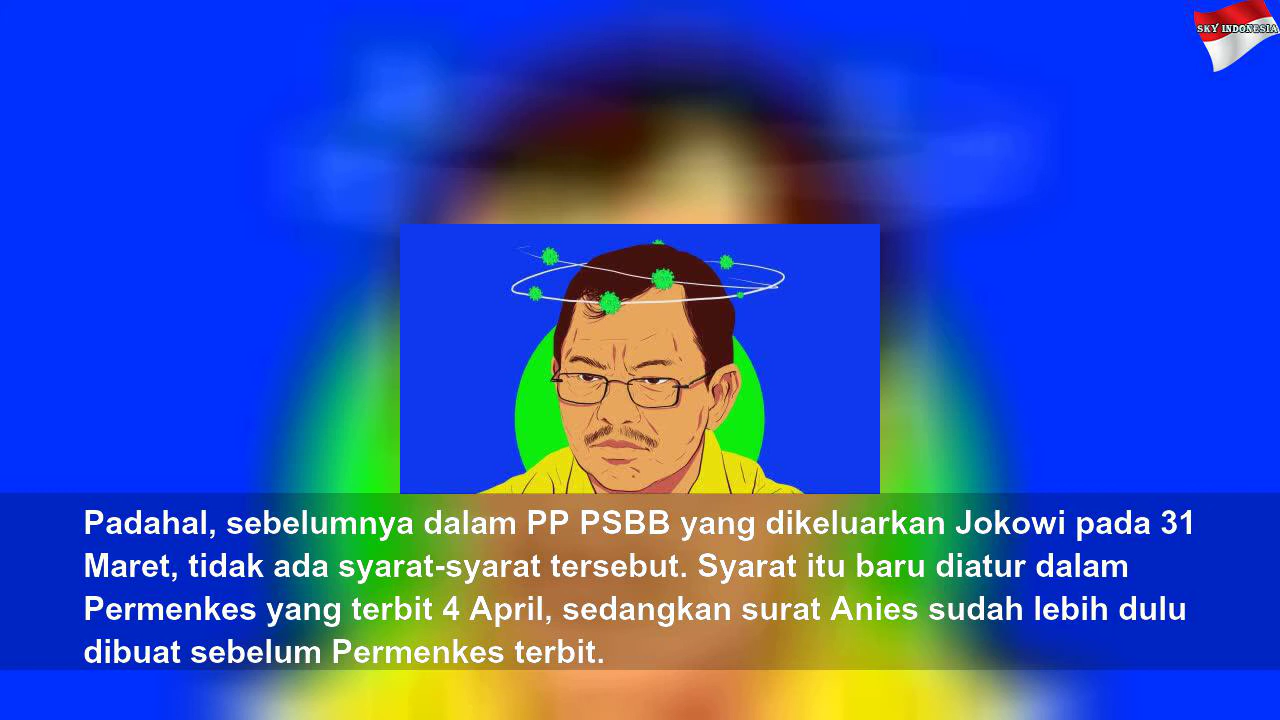 SKY INDONESIA
Padahal, sebelumnya dalam PP PSBB yang dikeluarkan Jokowi pada 31
Maret, tidak ada syarat-syarat tersebut. Syarat itu baru diatur dalam
Permenkes yang terbit 4 April, sedangkan surat Anies sudah lebih dulu
dibuat sebelum Permenkes terbit.